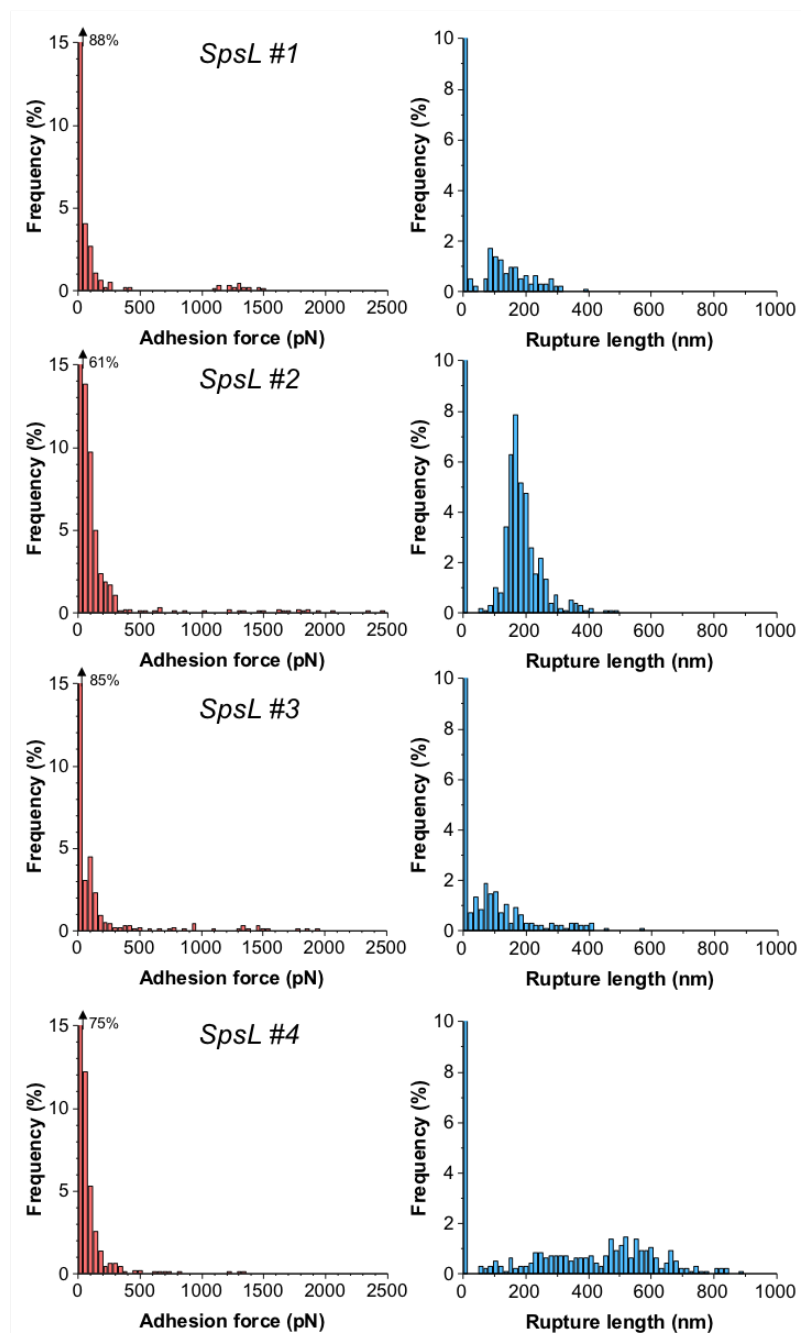 15
88%
SpsL #1
10
Frequency (%)
5
0
0 500 1000 1500 2000 2500
Adhesion force (pN)
10
8
6
Frequency (%)
4
2
0
0 200 400 600 800 1000
Rupture length (nm)
15
61%
SpsL #2
10
Frequency (%)
5
0
0 500 1000 1500 2000 2500
Adhesion force (pN)
10
8
6
Frequency (%)
4
2
0
0 200 400 600 800 1000
Rupture length (nm)
15
85%
SpsL #3
10
Frequency (%)
5
0
0 500 1000 1500 2000 2500
Adhesion force (pN)
10
8
6
Frequency (%)
4
2
0
0 200 400 600 800 1000
Rupture length (nm)
15
75%
SpsL #4
10
Frequency (%)
5
0
0 500 1000 1500 2000 2500
Adhesion force (pN)
10
8
6
Frequency (%)
4
2
0
0 200 400 600 800 1000
Rupture length (nm)